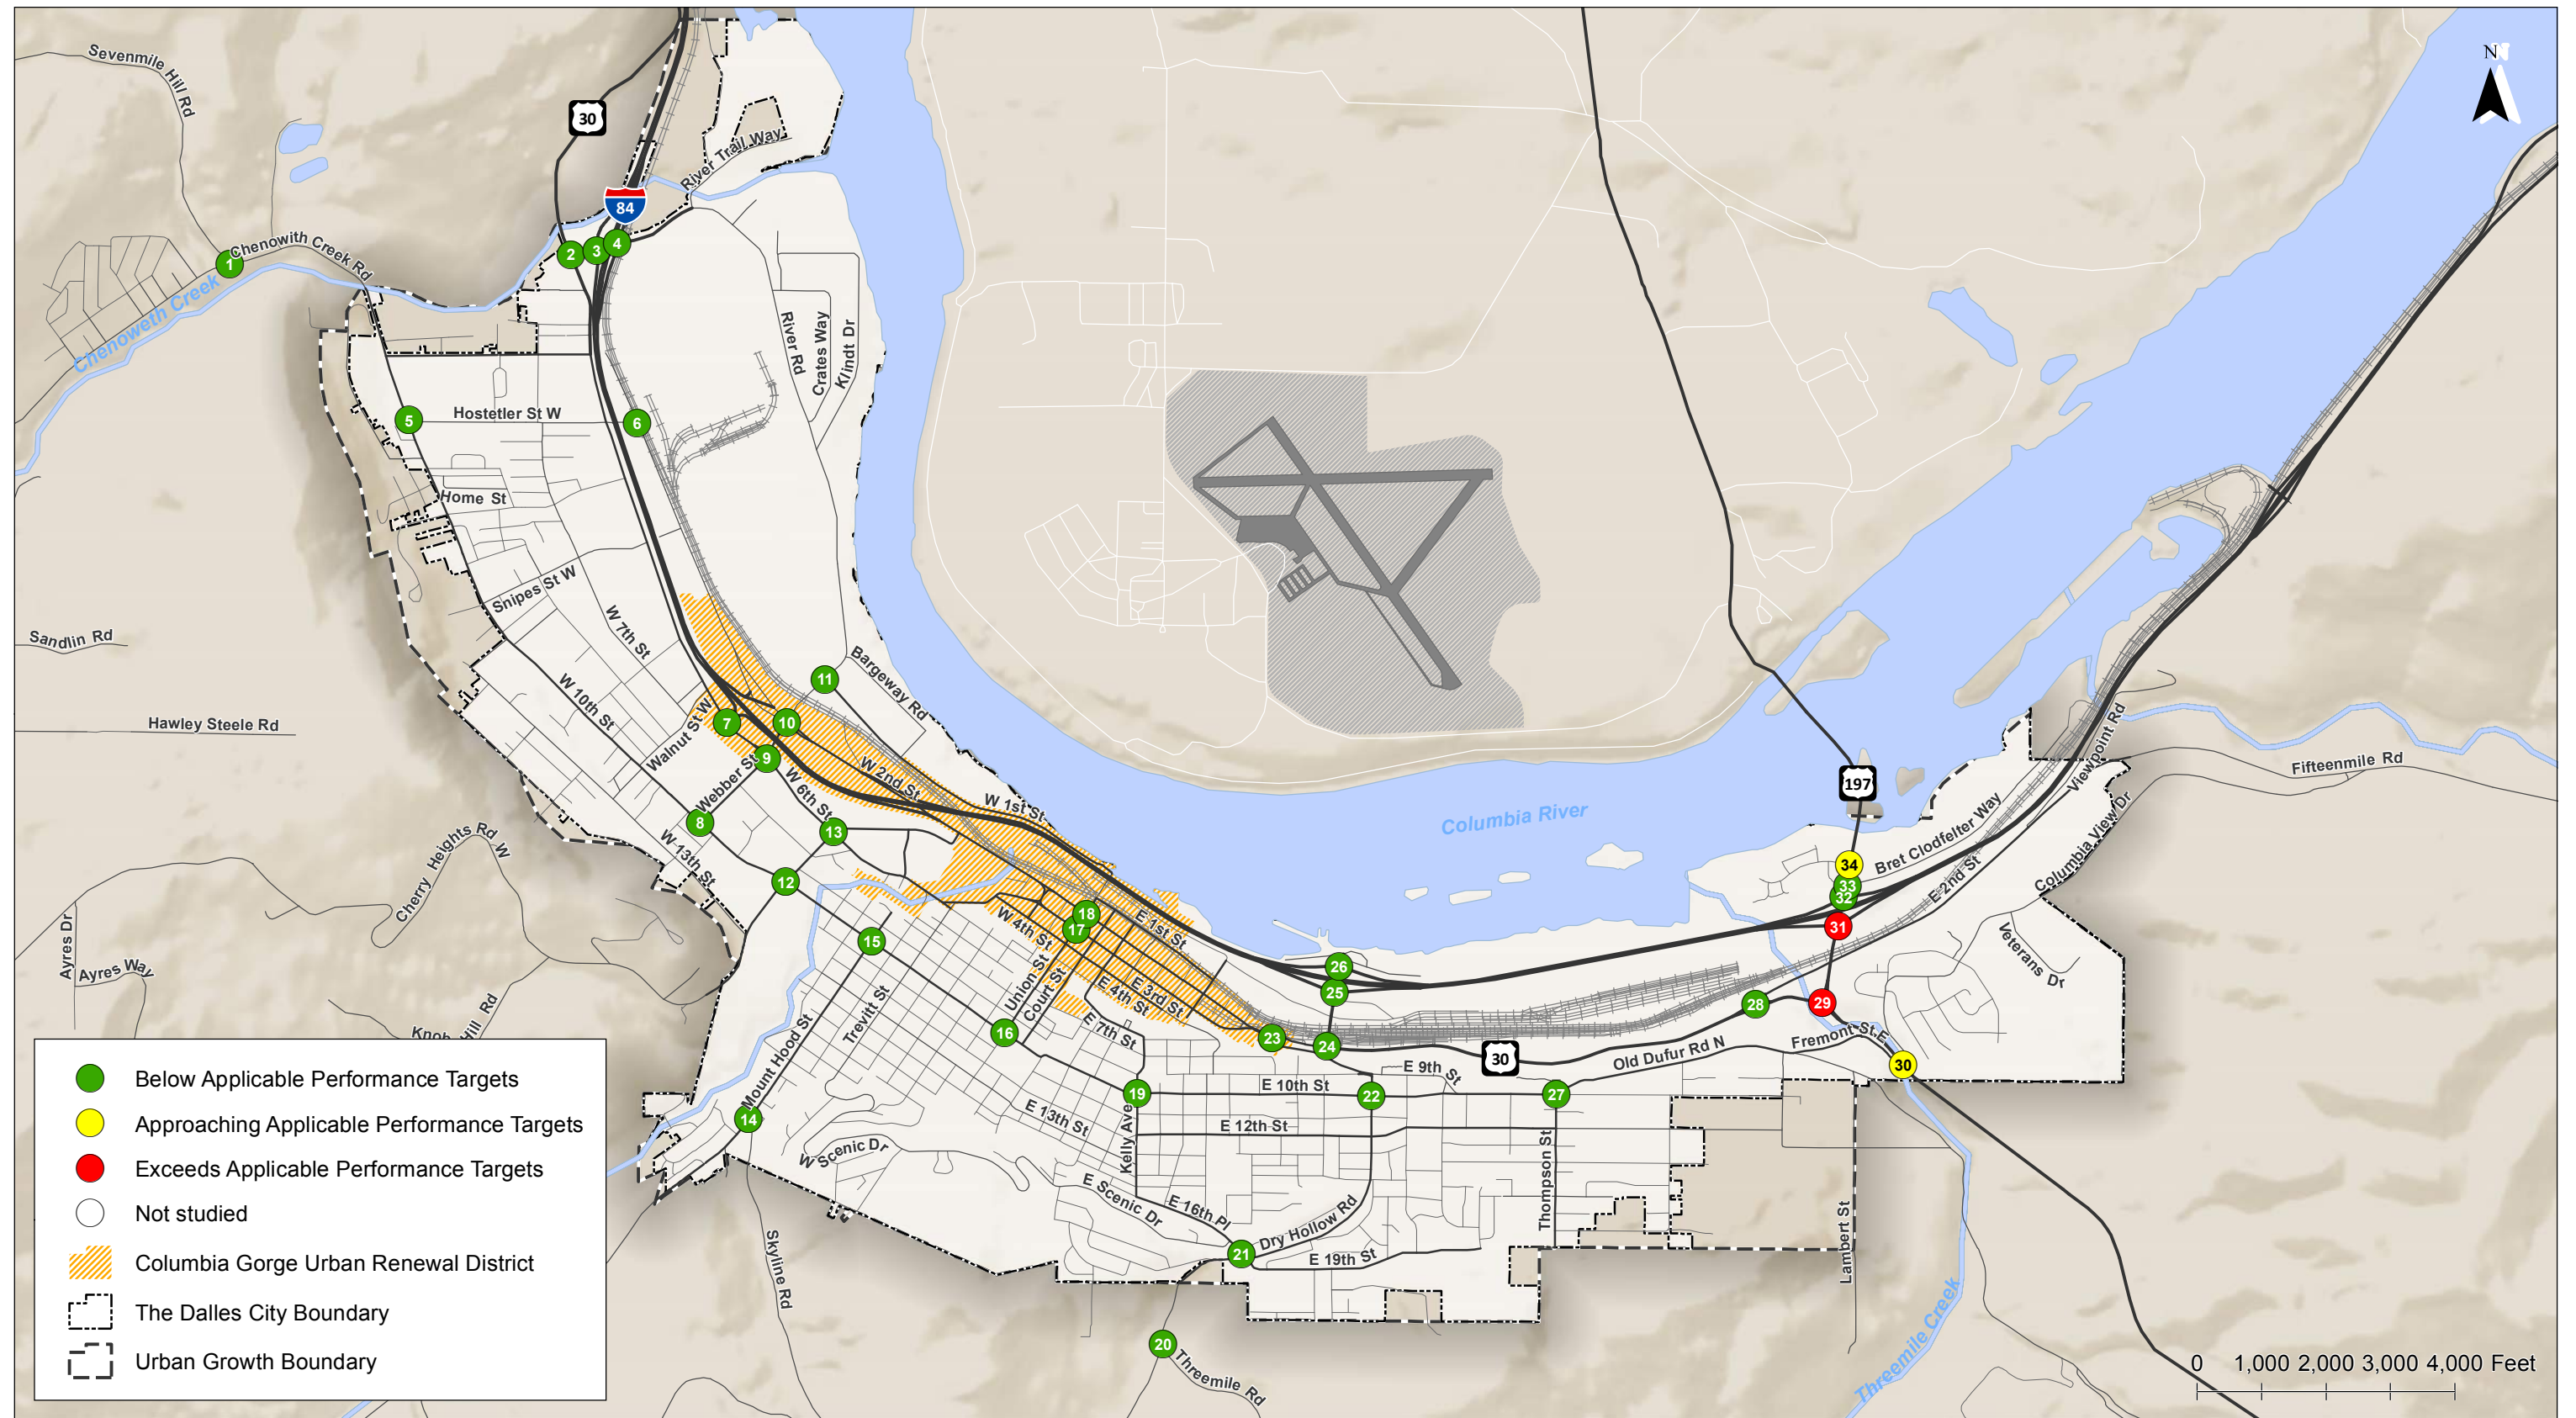 N
Sevenmile Hill Rd
30
River Trail Way
84
Chenowith Creek Rd
1
2
3
4
Chenoweth Creek
River Rd
Crates Way
Klindt Dr
5
Hostetler St W
6
Home St
Snipes St W
W 7th St
Sandlin Rd
Bargeway Rd
11
W 10th St
Hawley Steele Rd
Walnut St W
7
10
9
W 2nd St
Webber St
W 6th St
W 1st St
8
13
Columbia River
197
Viewpoint Rd
Fifteenmile Rd
Bret Clodfelter Way
Columbia View Dr
34
33
32
E 2nd St
31
Cherry Heights Rd W
W 13th St
12
Ayres Dr
Ayres Way
15
W 4th St
18
17
E 1st St
Union St
Court St
E 3rd St
E 4th St
26
25
Veterans Dr
28
29
Knob Hill Rd
Trevitt St
16
E 7th St
23
24
30
Old Dufur Rd N
Fremont St E
30
E 9th St
Mount Hood St
14
19
E 10th St
22
27
E 13th St
Kelly Ave
E 12th St
W Scenic Dr
E Scenic Dr
E 16th Pl
Dry Hollow Rd
Thompson St
21
E 19th St
Skyline Rd
Lambert St
20
Threemile Rd
Threemile Creek
Below Applicable Performance Targets
Approaching Applicable Performance Targets
Exceeds Applicable Performance Targets
Not studied
Columbia Gorge Urban Renewal District
The Dalles City Boundary
Urban Growth Boundary
0 1,000 2,000 3,000 4,000 Feet